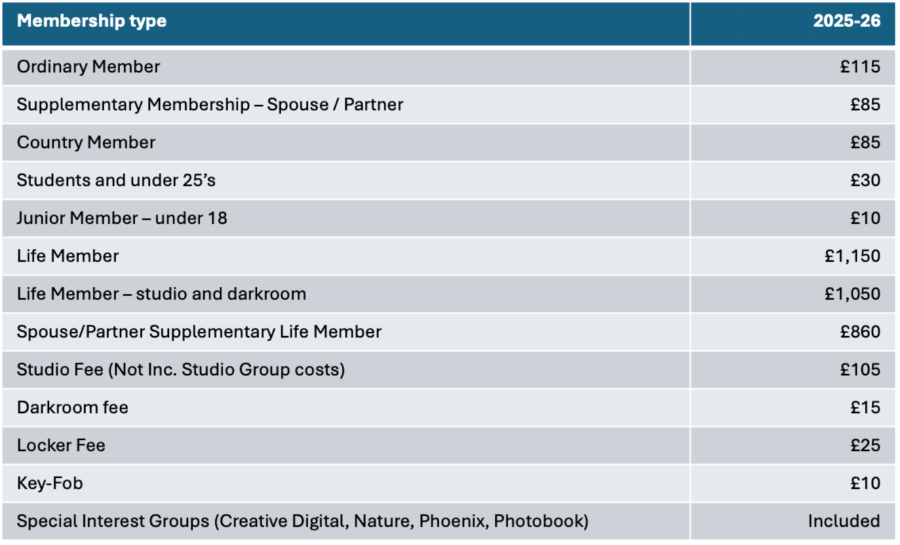 Membership type 2025-26
Ordinary Member £115
Supplementary Membership – Spouse / Partner £85
Country Member £85
Students and under 25’s £30
Junior Member – under 18 £10
Life Member £1,150
Life Member – studio and darkroom £1,050
Spouse/Partner Supplementary Life Member £860
Studio Fee (Not Inc. Studio Group costs) £105
Darkroom fee £15
Locker Fee £25
Key-Fob £10
Special Interest Groups (Creative Digital, Nature, Phoenix, Photobook) Included